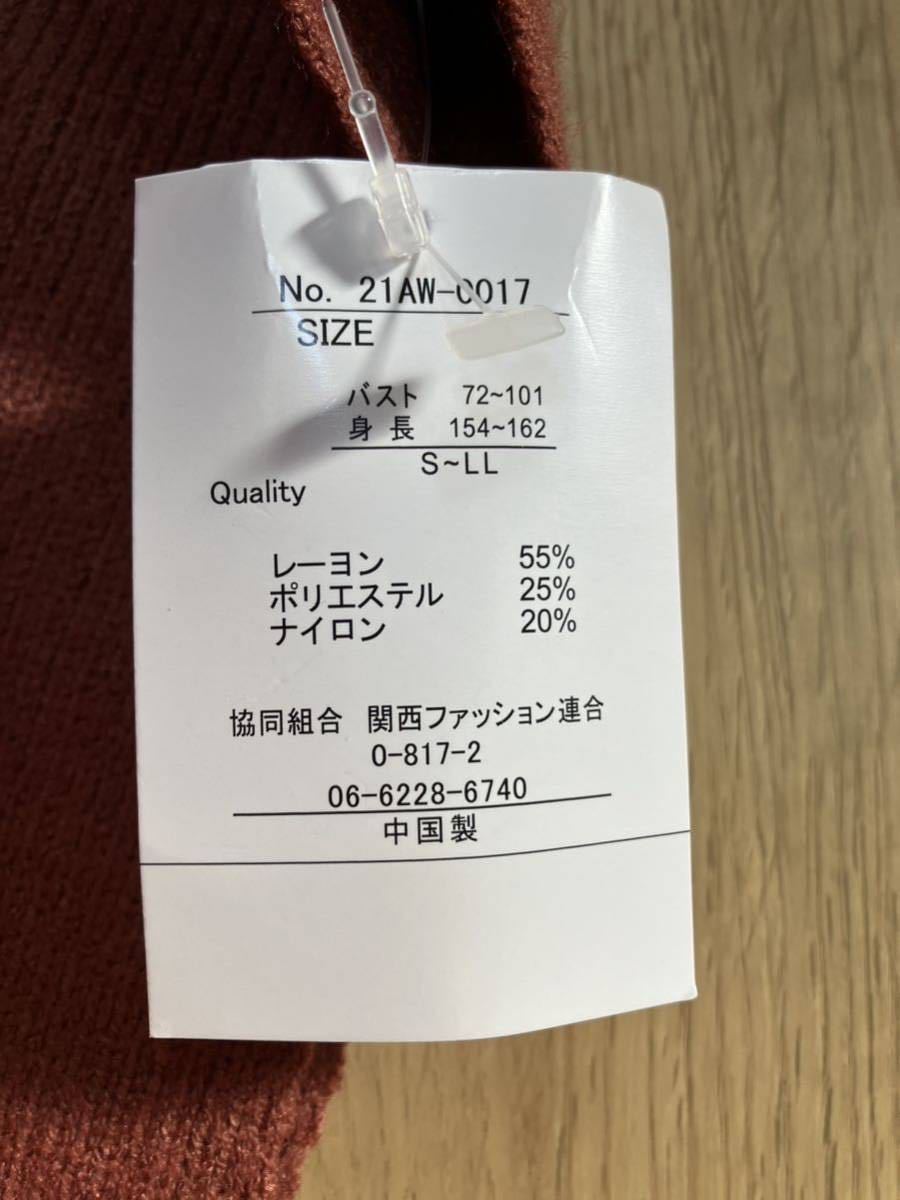 No. 21AW-0017
SIZE
バスト 72~101
身長 154~162
S~LL
Quality
レーヨン 55%
ポリエステル 25%
ナイロン 20%
協同組合 関西ファッション連合
0-817-2
06-6228-6740
中国製